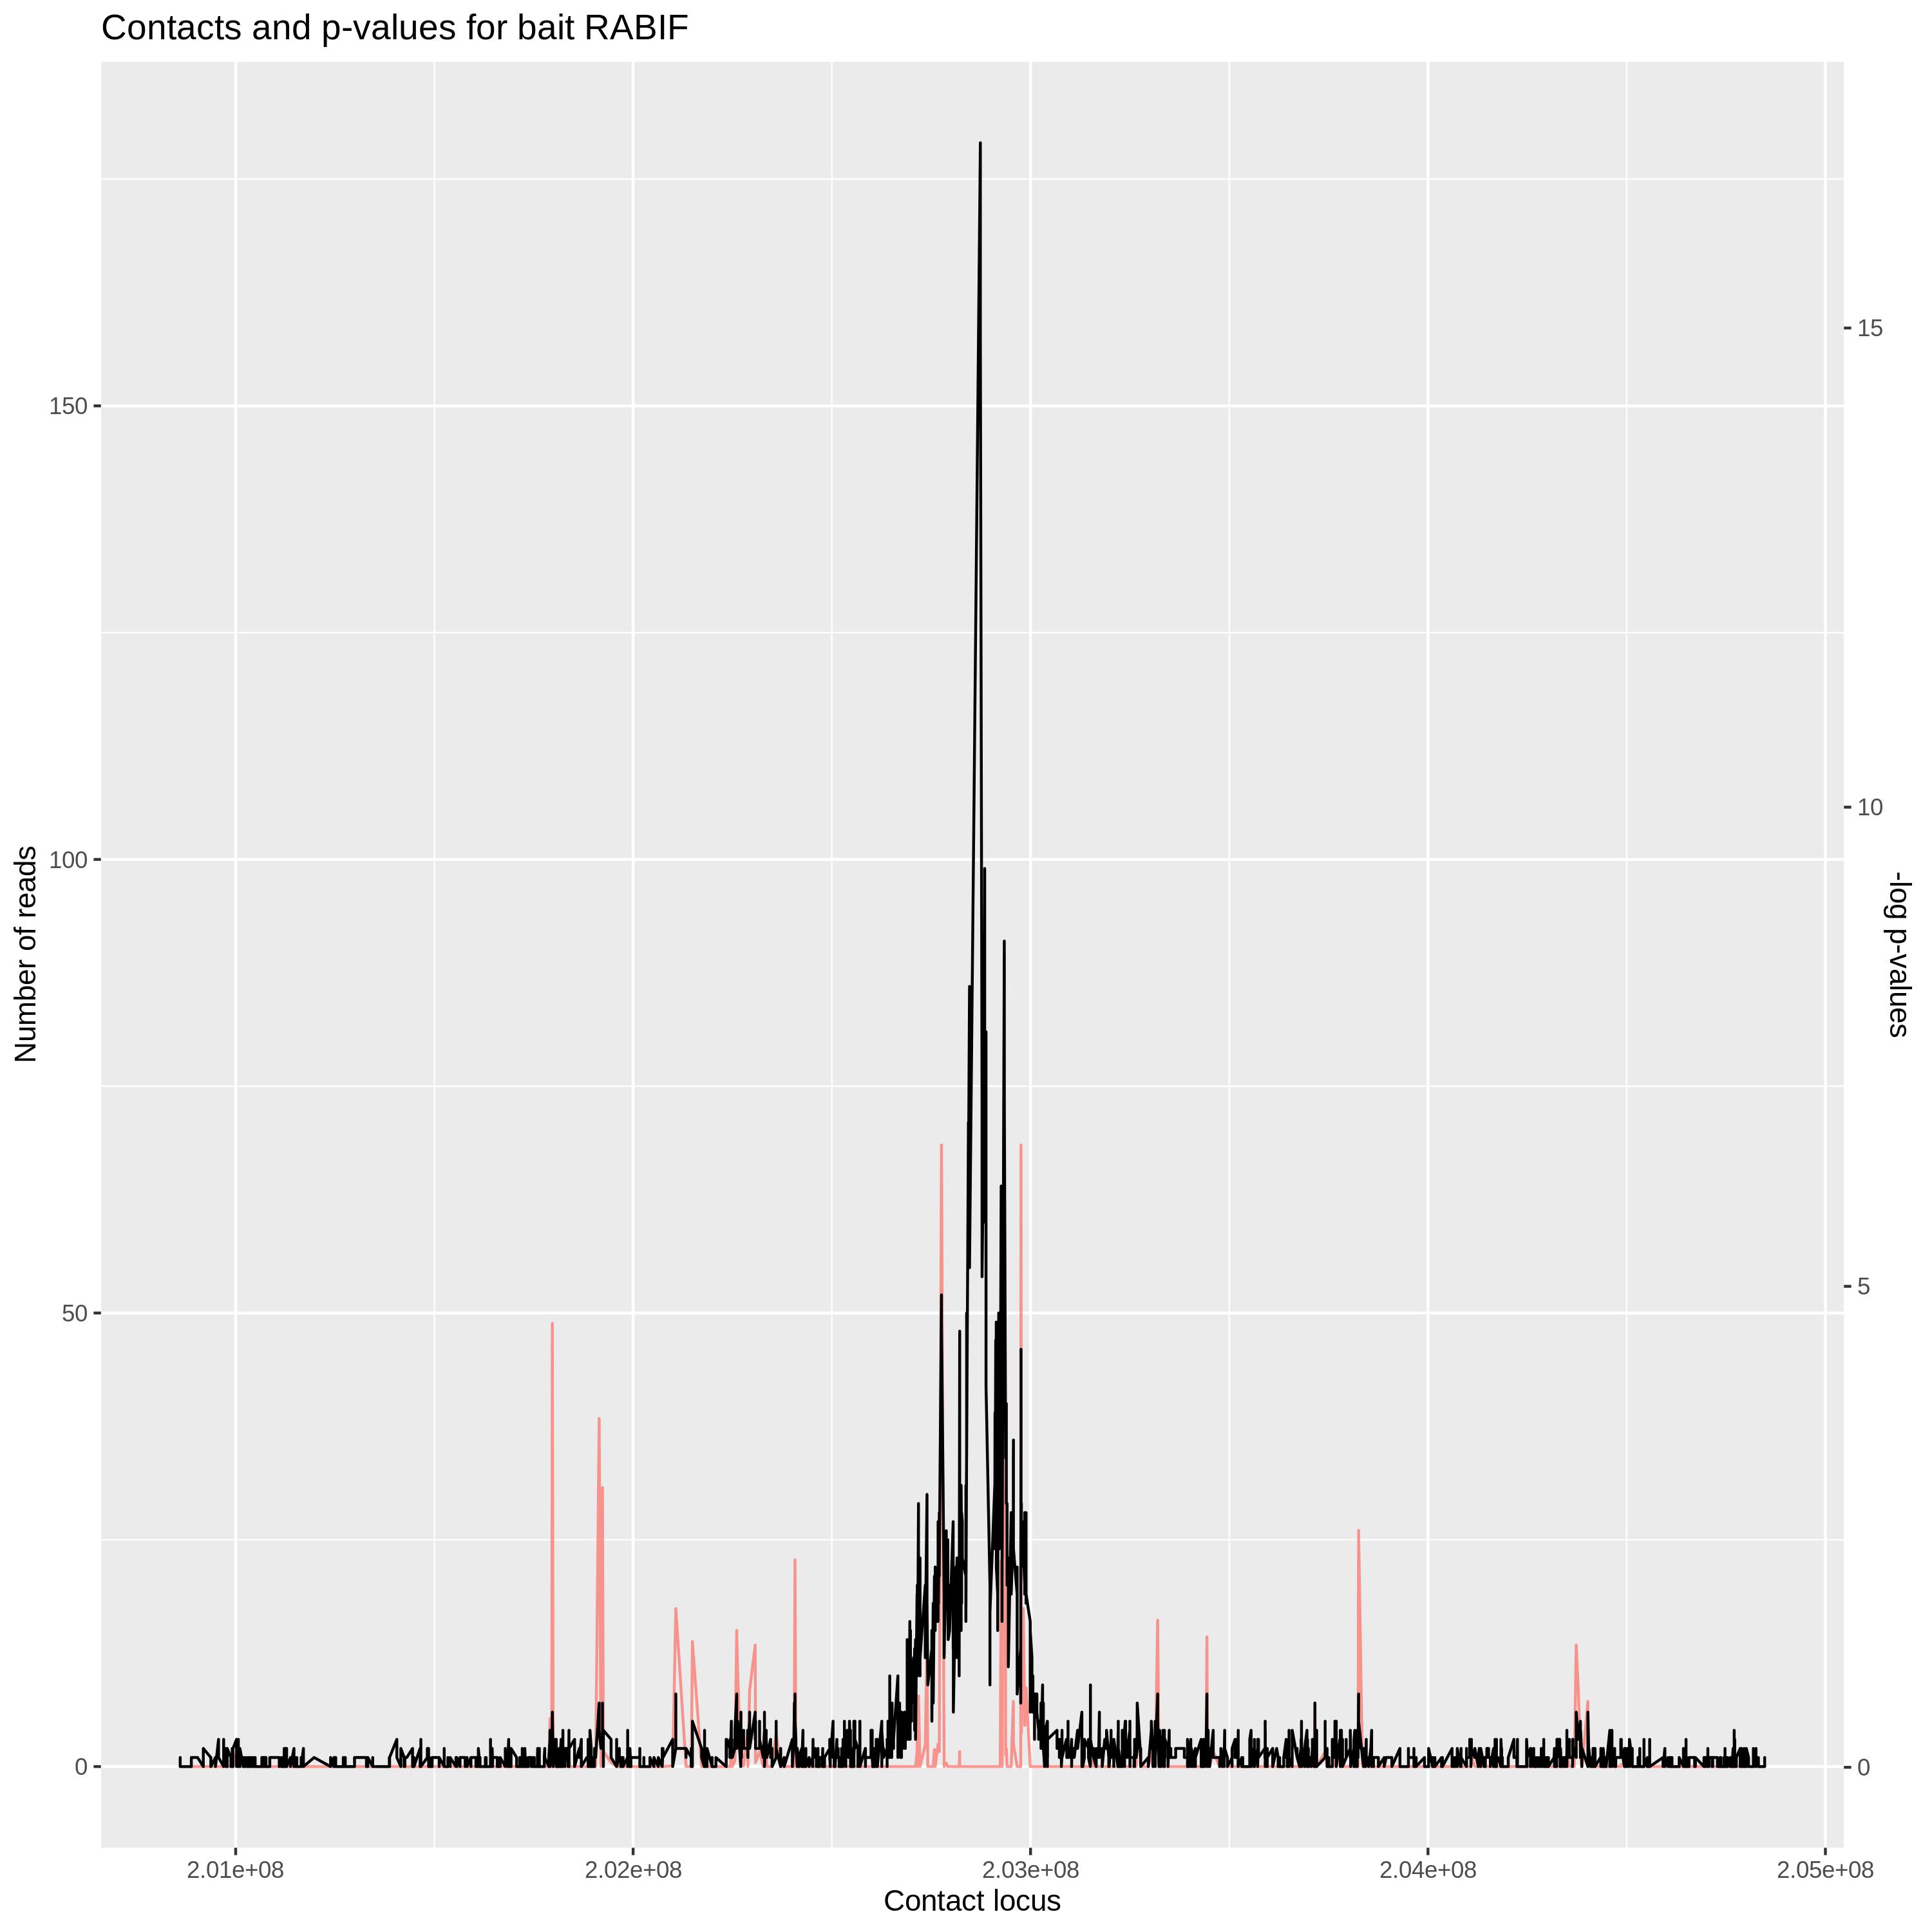 Contacts and p-values for bait RABIF
150
100
50
0
Number of reads
15
10
5
0
-log p-values
2.01e+08
2.02e+08
2.03e+08
2.04e+08
2.05e+08
Contact locus